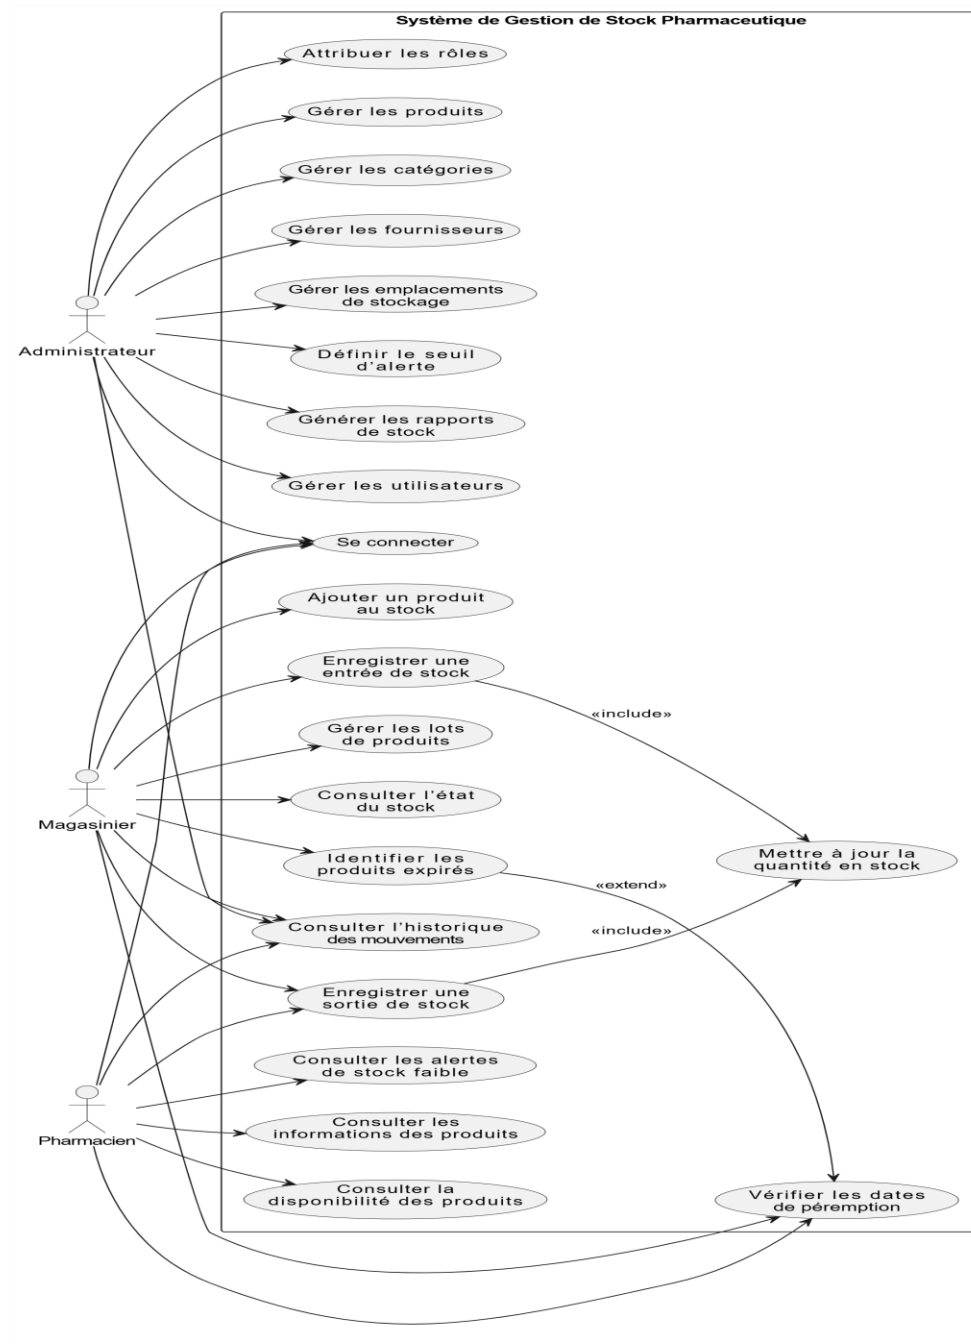 Système de Gestion de Stock Pharmaceutique
Attribuer les rôles
Gérer les produits
Gérer les catégories
Gérer les fournisseurs
Gérer les emplacements
de stockage
Administrateur
Définir le seuil
d'alerte
Générer les rapports
de stock
Gérer les utilisateurs
Se connecter
Ajouter un produit
au stock
Enregistrer une
entrée de stock
«include»
Gérer les lots
de produits
Magasinier
Consulter l'état
du stock
Identifier les
produits expirés
Mettre à jour la
quantité en stock
«extend»
Consulter l'historique
des mouvements
«include»
Enregistrer une
sortie de stock
Consulter les alertes
de stock faible
Pharmacien
Consulter les
informations des produits
Consulter la
disponibilité des produits
Vérifier les dates
de péremption